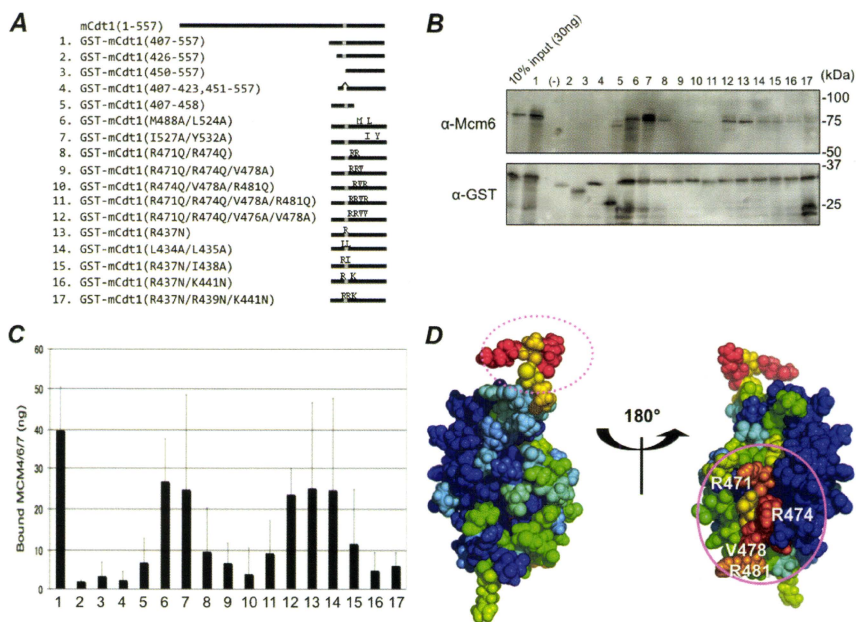 A
mCdt1(1-557)
1. GST-mCdt1(407-557)
2. GST-mCdt1(426-557)
3. GST-mCdt1(450-557)
4. GST-mCdt1(407-423,451-557)
5. GST-mCdt1(407-458)
6. GST-mCdt1(M488A/L524A)
M L
7. GST-mCdt1(I527A/Y532A)
I Y
8. GST-mCdt1(R471Q/R474Q)
RR
9. GST-mCdt1(R471Q/R474Q/V478A)
RRV
10. GST-mCdt1(R474Q/V478A/R481Q)
RVR
11. GST-mCdt1(R471Q/R474Q/V478A/R481Q)
RRVR
12. GST-mCdt1(R471Q/R474Q/V476A/V478A)
RRVV
13. GST-mCdt1(R437N)
R
14. GST-mCdt1(L434A/L435A)
LL
15. GST-mCdt1(R437N/I438A)
RI
16. GST-mCdt1(R437N/K441N)
R K
17. GST-mCdt1(R437N/R439N/K441N)
RRK
B
10% input (30ng)
1 (-) 2 3 4 5 6 7 8 9 10 11 12 13 14 15 16 17
(kDa)
-100
α-Mcm6
-75
-50
-37
α-GST
-25
C
Bound MCM4/6/7 (ng)
60
50
40
30
20
10
0
1 2 3 4 5 6 7 8 9 10 11 12 13 14 15 16 17
D
180°
R471
R474
V478
R481